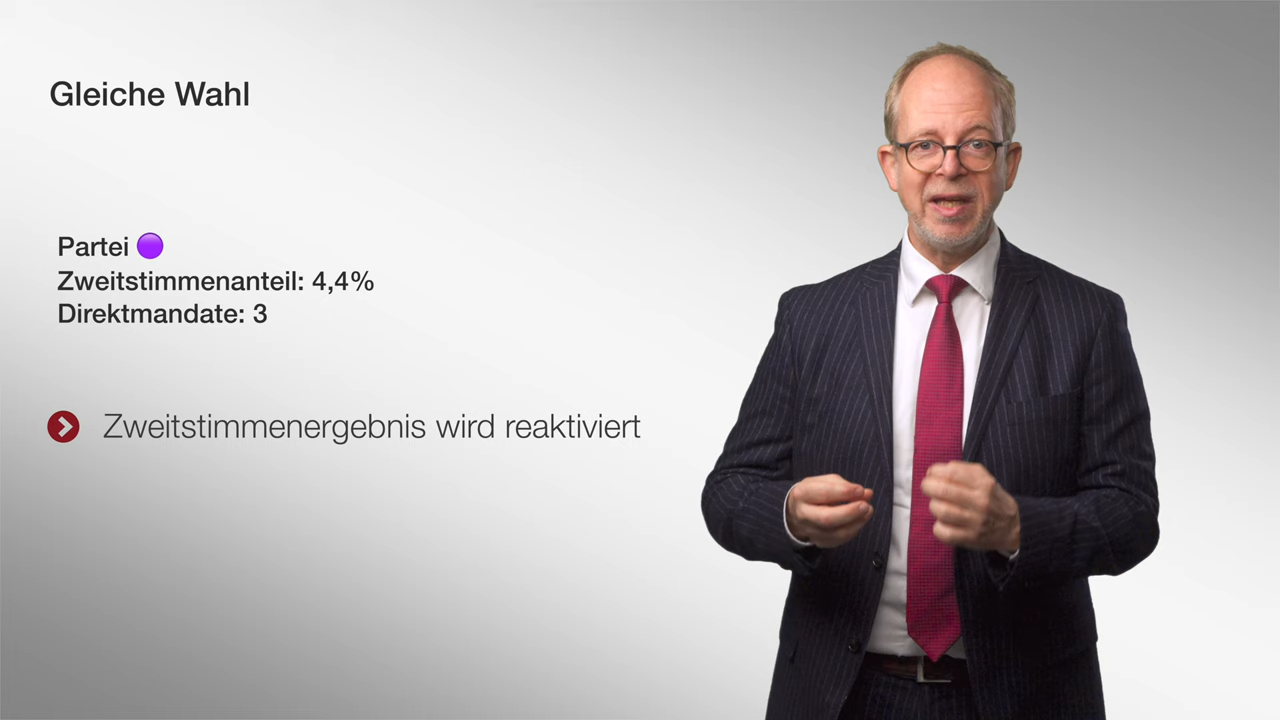 Gleiche Wahl
Partei
Zweitstimmenanteil: 4,4%
Direktmandate: 3
Zweitstimmenergebnis wird reaktiviert